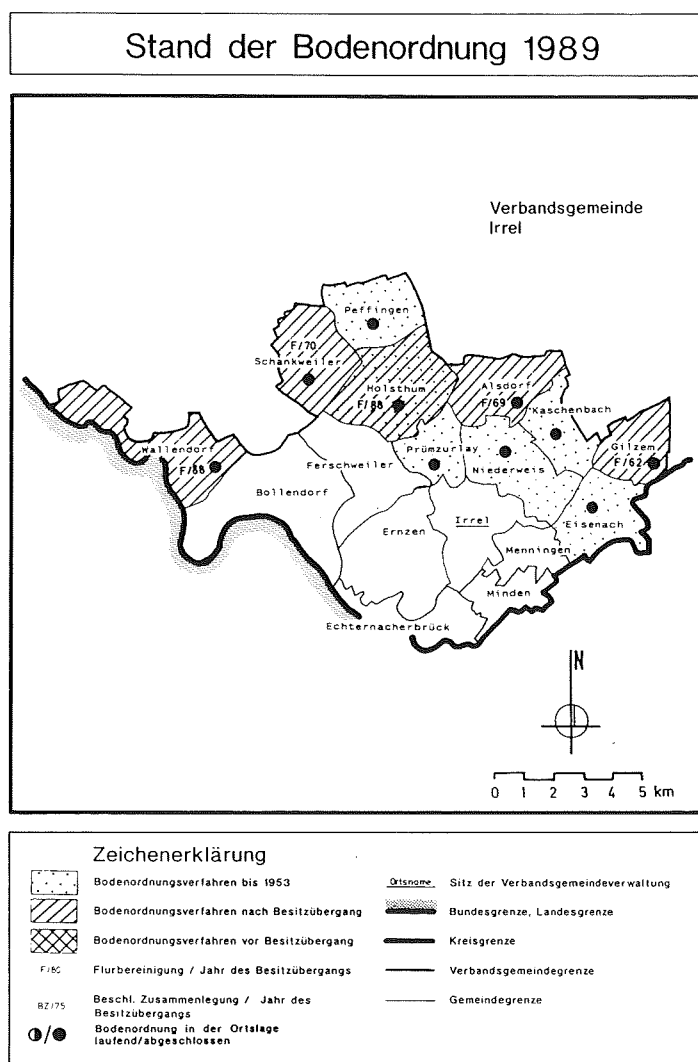 Stand der Bodenordnung 1989
Verbandsgemeinde
Irrel
Peffingen
F/70
Schankweiler
Holsthum
F/88
Alsdorf
F/69
Kaschenbach
Gilzem
F/62
Wallendorf
F/88
Ferschweiler
Prümzurlay
Niederweis
Bollendorf
Ernzen
Irrel
Eisenach
Menningen
Minden
Echternacherbrück
N
0 1 2 3 4 5 km
Zeichenerklärung
Bodenordnungsverfahren bis 1953
Bodenordnungsverfahren nach Besitzübergang
Bodenordnungsverfahren vor Besitzübergang
F/80 Flurbereinigung / Jahr des Besitzübergangs
BZ/75 Beschl. Zusammenlegung / Jahr des
Besitzübergangs
Bodenordnung in der Ortslage
laufend/abgeschlossen
Ortsname Sitz der Verbandsgemeindeverwaltung
Bundesgrenze, Landesgrenze
Kreisgrenze
Verbandsgemeindegrenze
Gemeindegrenze